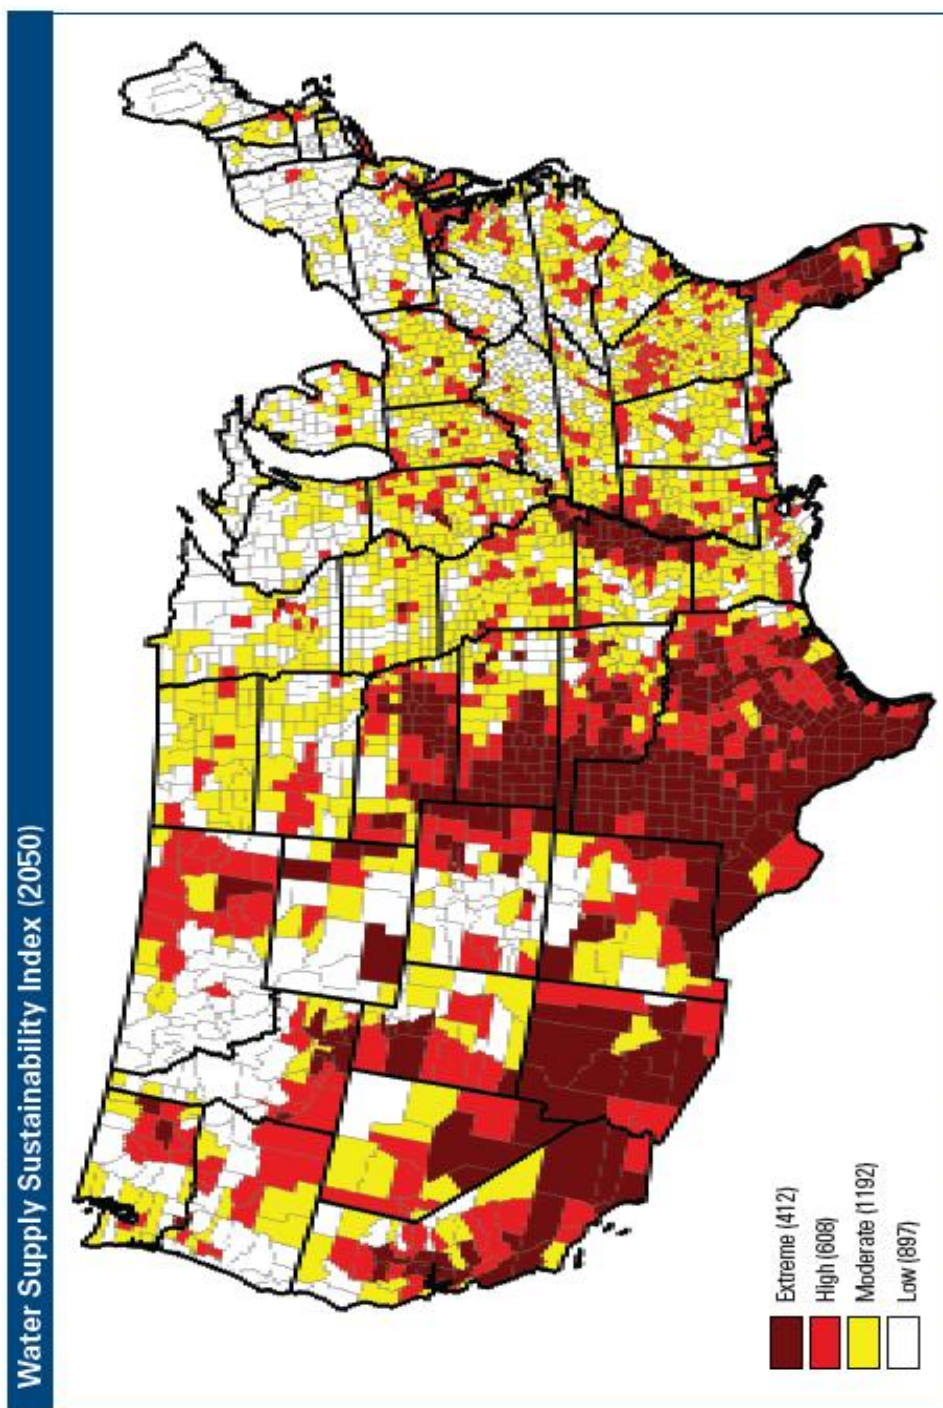 Water Supply Sustainability Index (2050)
Extreme (412)
High (608)
Moderate (1192)
Low (897)